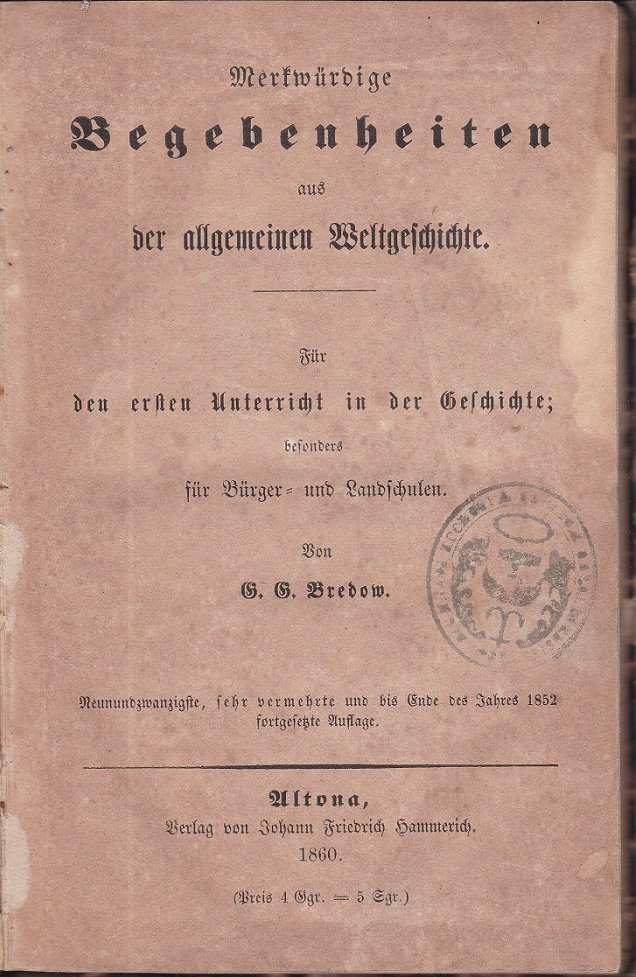 Merkwürdige
Begebenheiten
aus
der allgemeinen Weltgeschichte.
Für
den ersten Unterricht in der Geschichte;
besonders
für Bürger- und Landschulen.
Von
G. G. Bredow.
Neunundzwanzigste, sehr vermehrte und bis Ende des Jahres 1852
fortgesetzte Auflage.
Altona,
Verlag von Johann Friedrich Hammerich.
1860.
(Preis 4 Ggr. = 5 Sgr.)